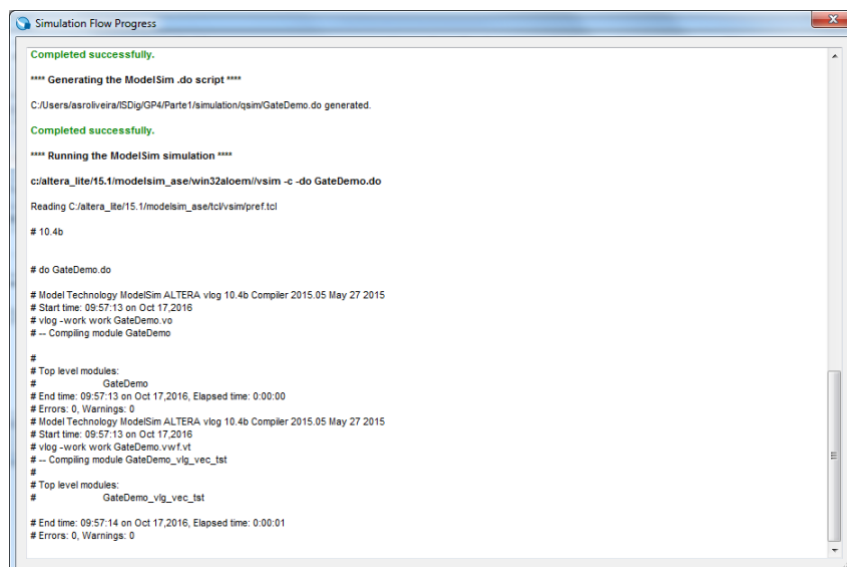 Simulation Flow Progress
Completed successfully.
**** Generating the ModelSim .do script ****
C:/Users/asroliveira/ISDig/GP4/Parte1/simulation/qsim/GateDemo.do generated.
Completed successfully.
**** Running the ModelSim simulation ****
c:/altera_lite/15.1/modelsim_ase/win32aloem//vsim -c -do GateDemo.do
Reading C:/altera_lite/15.1/modelsim_ase/tcl/vsim/pref.tcl
# 10.4b
# do GateDemo.do
# Model Technology ModelSim ALTERA vlog 10.4b Compiler 2015.05 May 27 2015
# Start time: 09:57:13 on Oct 17,2016
# vlog -work work GateDemo.vo
# -- Compiling module GateDemo
#
# Top level modules:
# GateDemo
# End time: 09:57:13 on Oct 17,2016, Elapsed time: 0:00:00
# Errors: 0, Warnings: 0
# Model Technology ModelSim ALTERA vlog 10.4b Compiler 2015.05 May 27 2015
# Start time: 09:57:13 on Oct 17,2016
# vlog -work work GateDemo.vwf.vt
# -- Compiling module GateDemo_vlg_vec_tst
#
# Top level modules:
# GateDemo_vlg_vec_tst
# End time: 09:57:14 on Oct 17,2016, Elapsed time: 0:00:01
# Errors: 0, Warnings: 0